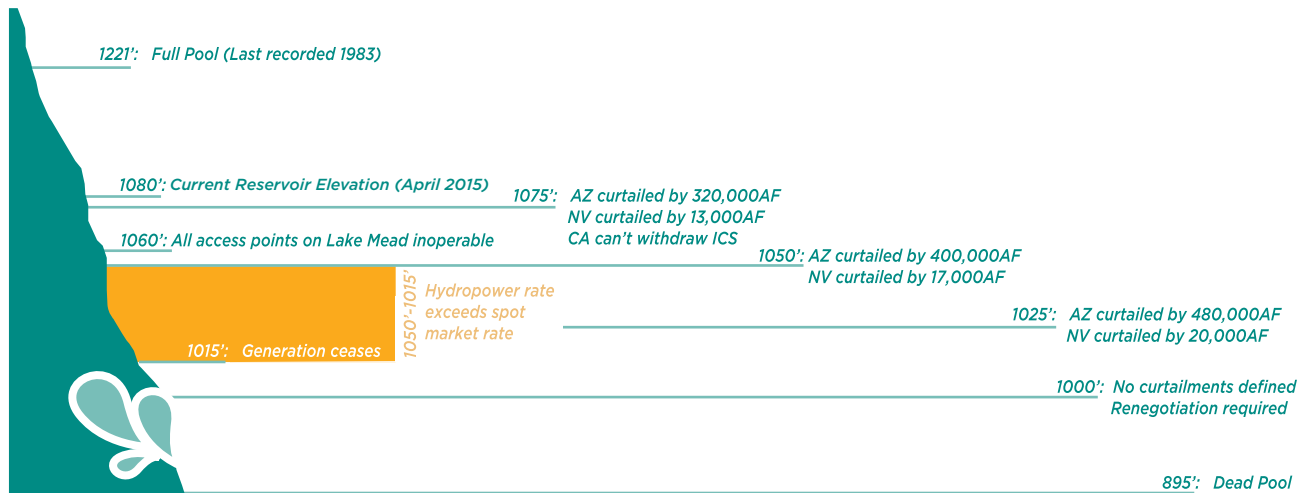 1221': Full Pool (Last recorded 1983)
1080': Current Reservoir Elevation (April 2015)
1075': AZ curtailed by 320,000AF
NV curtailed by 13,000AF
CA can't withdraw ICS
1060': All access points on Lake Mead inoperable
1050': AZ curtailed by 400,000AF
NV curtailed by 17,000AF
1050'-1015'
Hydropower rate
exceeds spot
market rate
1025': AZ curtailed by 480,000AF
NV curtailed by 20,000AF
1015': Generation ceases
1000': No curtailments defined
Renegotiation required
895': Dead Pool